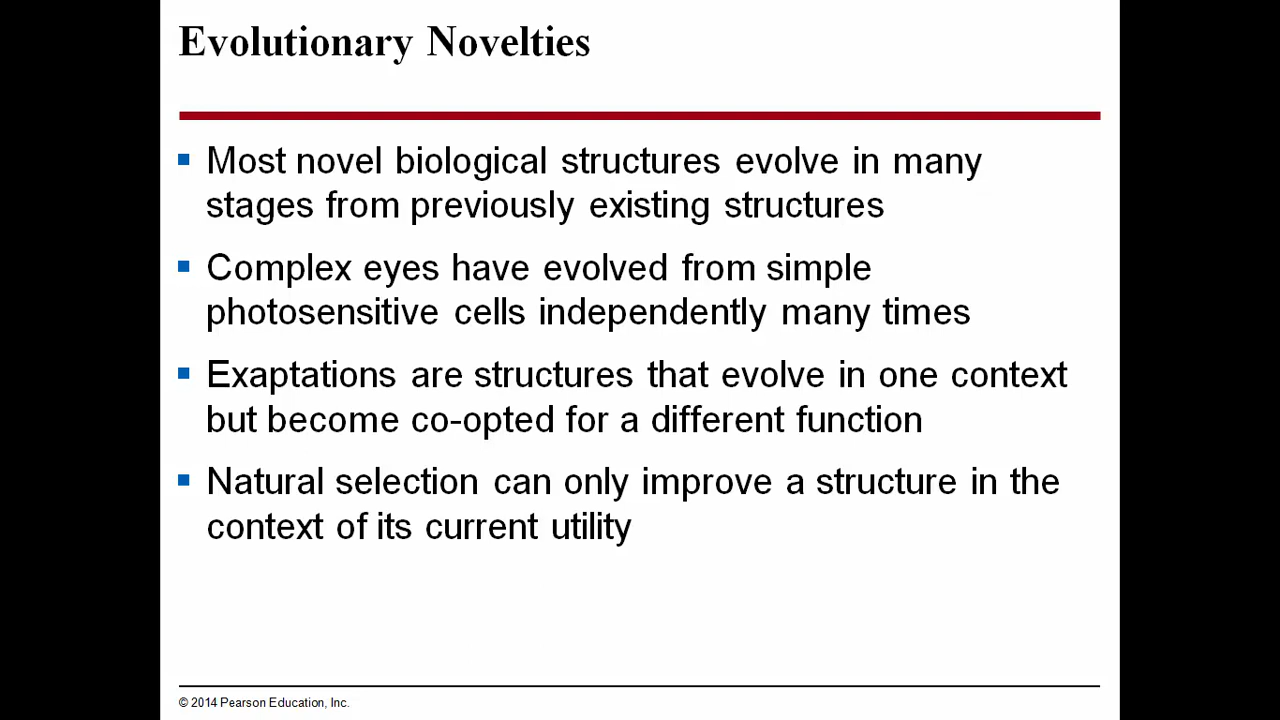 Evolutionary Novelties
Most novel biological structures evolve in many
stages from previously existing structures
Complex eyes have evolved from simple
photosensitive cells independently many times
Exaptations are structures that evolve in one context
but become co-opted for a different function
Natural selection can only improve a structure in the
context of its current utility
© 2014 Pearson Education, Inc.